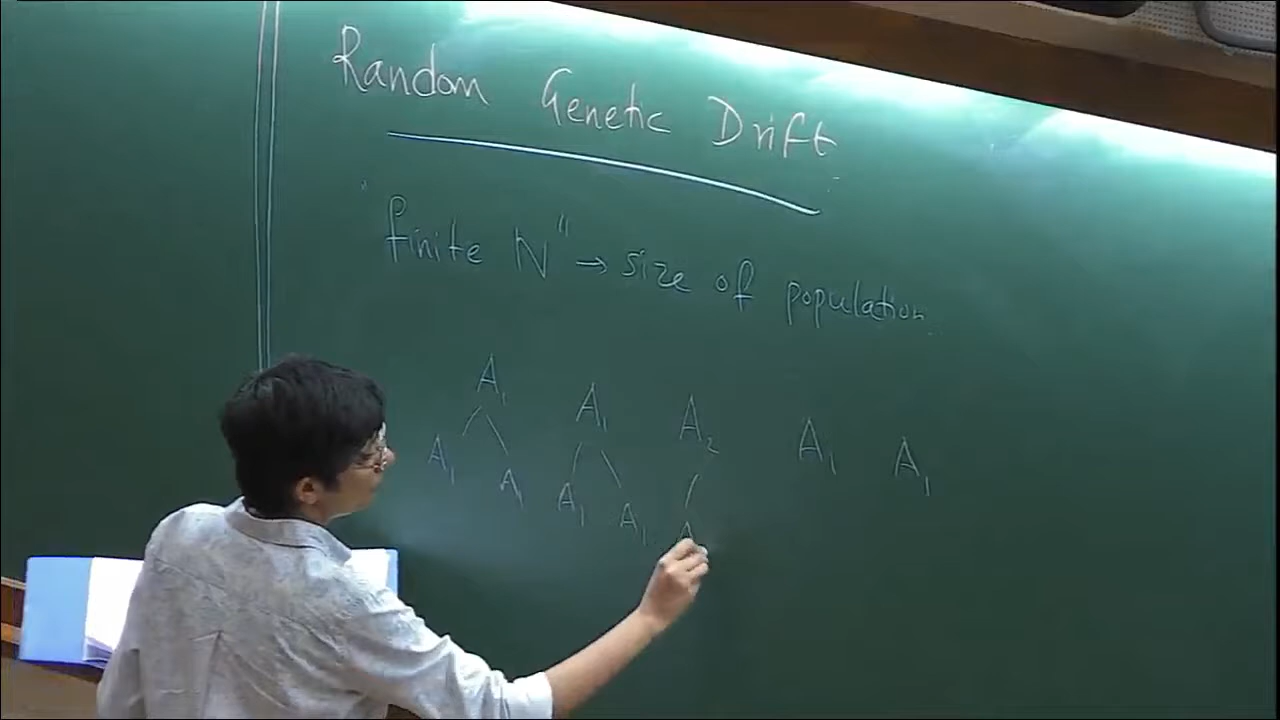 Random Genetic Drift
"finite N" → size of population
A₁ A₁ A₂ A₁ A₁
A₁ A₁ A₁ A₁ A